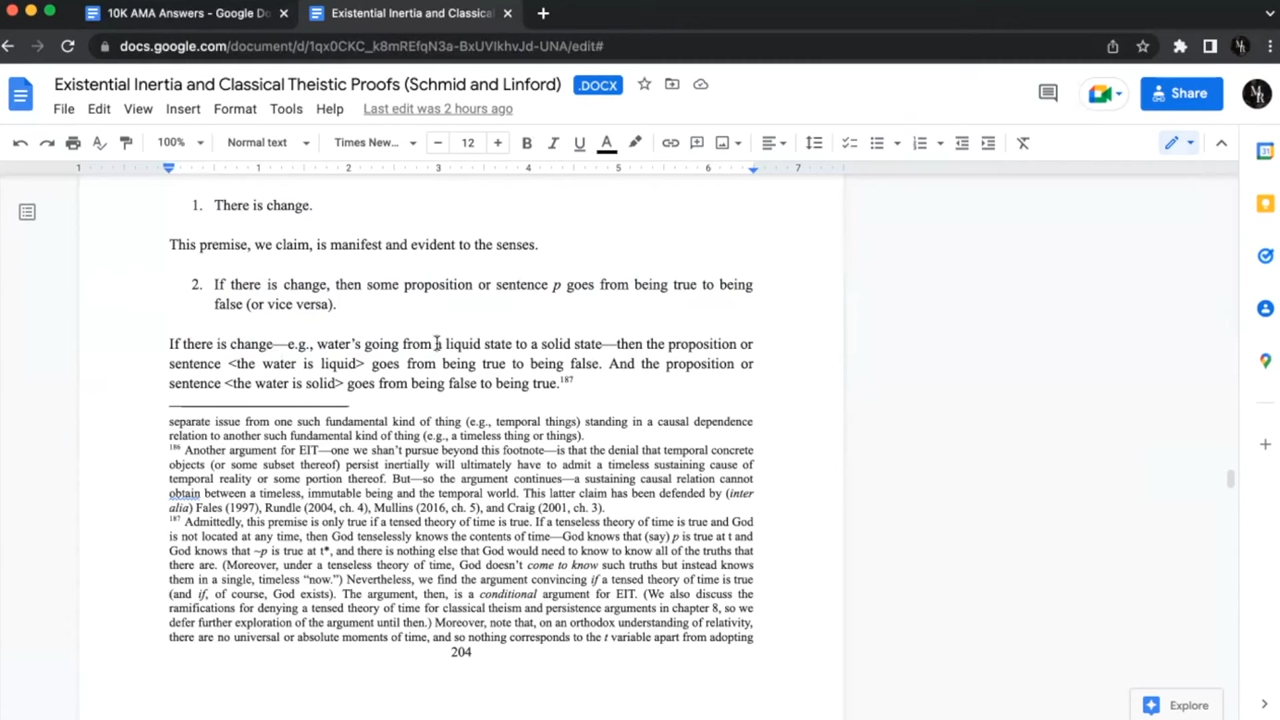 10K AMA Answers - Google Do
Existential Inertia and Classica
docs.google.com/document/d/1qx0CKC_k8mREfqN3a-BxUVIkhvJd-UNA/edit#
Existential Inertia and Classical Theistic Proofs (Schmid and Linford)
.DOCX
Share
File Edit View Insert Format Tools Help Last edit was 2 hours ago
100% Normal text Times New... 12 B I U A
1 1 2 3 4 5 6 7
1. There is change.
This premise, we claim, is manifest and evident to the senses.
2. If there is change, then some proposition or sentence p goes from being true to being
false (or vice versa).
If there is change—e.g., water’s going from a liquid state to a solid state—then the proposition or
sentence <the water is liquid> goes from being true to being false. And the proposition or
sentence <the water is solid> goes from being false to being true.187
separate issue from one such fundamental kind of thing (e.g., temporal things) standing in a causal dependence
relation to another such fundamental kind of thing (e.g., a timeless thing or things).
186 Another argument for EIT—one we shan’t pursue beyond this footnote—is that the denial that temporal concrete
objects (or some subset thereof) persist inertially will ultimately have to admit a timeless sustaining cause of
temporal reality or some portion thereof. But—so the argument continues—a sustaining causal relation cannot
obtain between a timeless, immutable being and the temporal world. This latter claim has been defended by (inter
alia) Fales (1997), Rundle (2004, ch. 4), Mullins (2016, ch. 5), and Craig (2001, ch. 3).
187 Admittedly, this premise is only true if a tensed theory of time is true. If a tenseless theory of time is true and God
is not located at any time, then God tenselessly knows the contents of time—God knows that (say) p is true at t and
God knows that ~p is true at t*, and there is nothing else that God would need to know to know all of the truths that
there are. (Moreover, under a tenseless theory of time, God doesn’t come to know such truths but instead knows
them in a single, timeless “now.”) Nevertheless, we find the argument convincing if a tensed theory of time is true
(and if, of course, God exists). The argument, then, is a conditional argument for EIT. (We also discuss the
ramifications for denying a tensed theory of time for classical theism and persistence arguments in chapter 8, so we
defer further exploration of the argument until then.) Moreover, note that, on an orthodox understanding of relativity,
there are no universal or absolute moments of time, and so nothing corresponds to the t variable apart from adopting
204
Explore